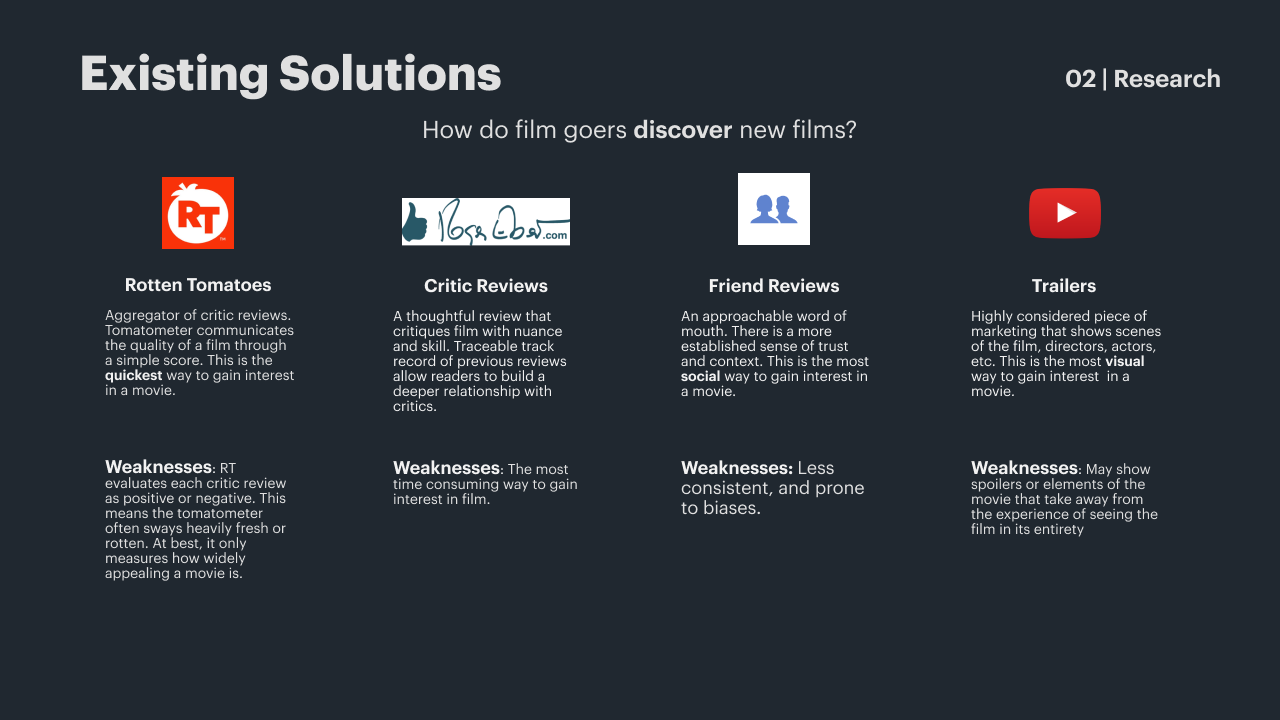 Existing Solutions
02 | Research
How do film goers discover new films?
RT
TM
Roger Ebert.com
Rotten Tomatoes
Aggregator of critic reviews.
Tomatometer communicates
the quality of a film through
a simple score. This is the
quickest way to gain interest
in a movie.
Weaknesses: RT
evaluates each critic review
as positive or negative. This
means the tomatometer
often sways heavily fresh or
rotten. At best, it only
measures how widely
appealing a movie is.
Critic Reviews
A thoughtful review that
critiques film with nuance
and skill. Traceable track
record of previous reviews
allow readers to build a
deeper relationship with
critics.
Weaknesses: The most
time consuming way to gain
interest in film.
Friend Reviews
An approachable word of
mouth. There is a more
established sense of trust
and context. This is the most
social way to gain interest in
a movie.
Weaknesses: Less
consistent, and prone
to biases.
Trailers
Highly considered piece of
marketing that shows scenes
of the film, directors, actors,
etc. This is the most visual
way to gain interest  in a
movie.
Weaknesses: May show
spoilers or elements of the
movie that take away from
the experience of seeing the
film in its entirety